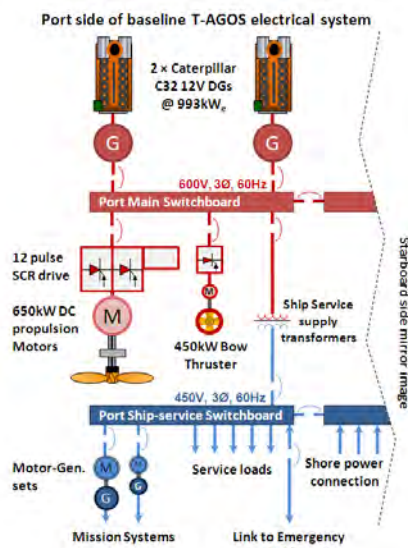 Port side of baseline T-AGOS electrical system
2 × Caterpillar
C32 12V DGs
@ 993kWe
G
G
600V, 3Ø, 60Hz
Port Main Switchboard
12 pulse
SCR drive
M
650kW DC
propulsion
Motors
M
450kW Bow
Thruster
Ship Service
supply
transformers
Starboard side mirror image
450V, 3Ø, 60Hz
Port Ship-service Switchboard
Motor-Gen.
sets
M
G
M
G
Service loads
Shore power
connection
Mission Systems
Link to Emergency